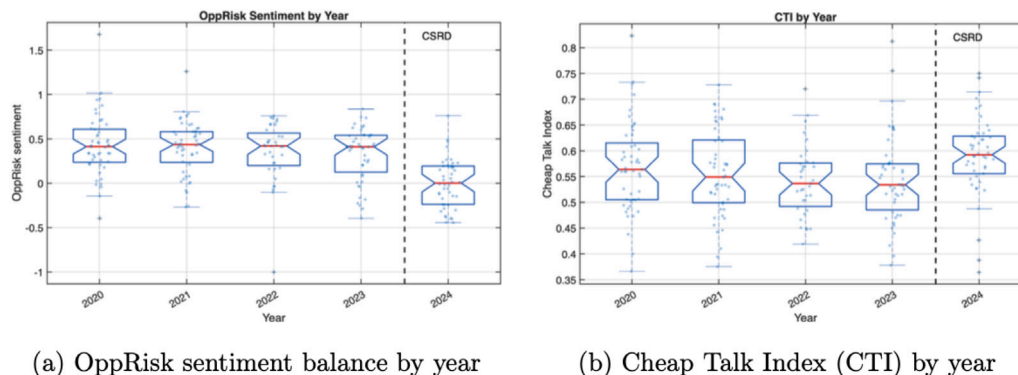 OppRisk Sentiment by Year
CSRD
OppRisk sentiment
1.5
1
0.5
0
-0.5
-1
2020
2021
2022
2023
2024
Year
(a) OppRisk sentiment balance by year
CTI by Year
CSRD
Cheap Talk Index
0.8
0.75
0.7
0.65
0.6
0.55
0.5
0.45
0.4
0.35
2020
2021
2022
2023
2024
Year
(b) Cheap Talk Index (CTI) by year